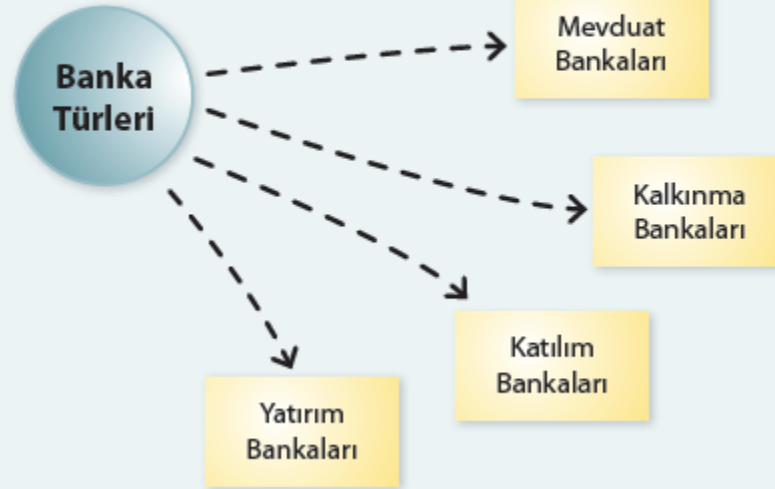 Banka
Türleri
Mevduat
Bankaları
Kalkınma
Bankaları
Katılım
Bankaları
Yatırım
Bankaları